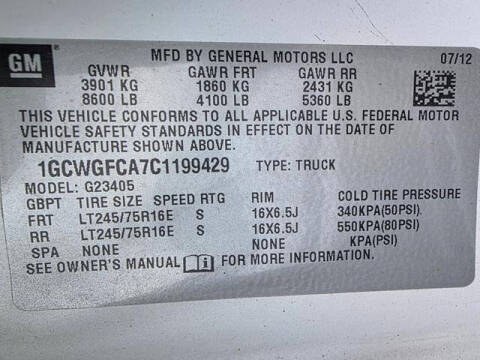 GM
MFD BY GENERAL MOTORS LLC 07/12
GVWR GAWR FRT GAWR RR
3901 KG 1860 KG 2431 KG
8600 LB 4100 LB 5360 LB
THIS VEHICLE CONFORMS TO ALL APPLICABLE U.S. FEDERAL MOTOR
VEHICLE SAFETY STANDARDS IN EFFECT ON THE DATE OF
MANUFACTURE SHOWN ABOVE.
1GCWGFCA7C1199429 TYPE: TRUCK
MODEL: G23405
GBPT TIRE SIZE SPEED RTG RIM COLD TIRE PRESSURE
FRT LT245/75R16E S 16X6.5J 340KPA(50PSI)
RR LT245/75R16E S 16X6.5J 550KPA(80PSI)
SPA NONE NONE KPA(PSI)
SEE OWNER'S MANUAL FOR MORE INFORMATION.